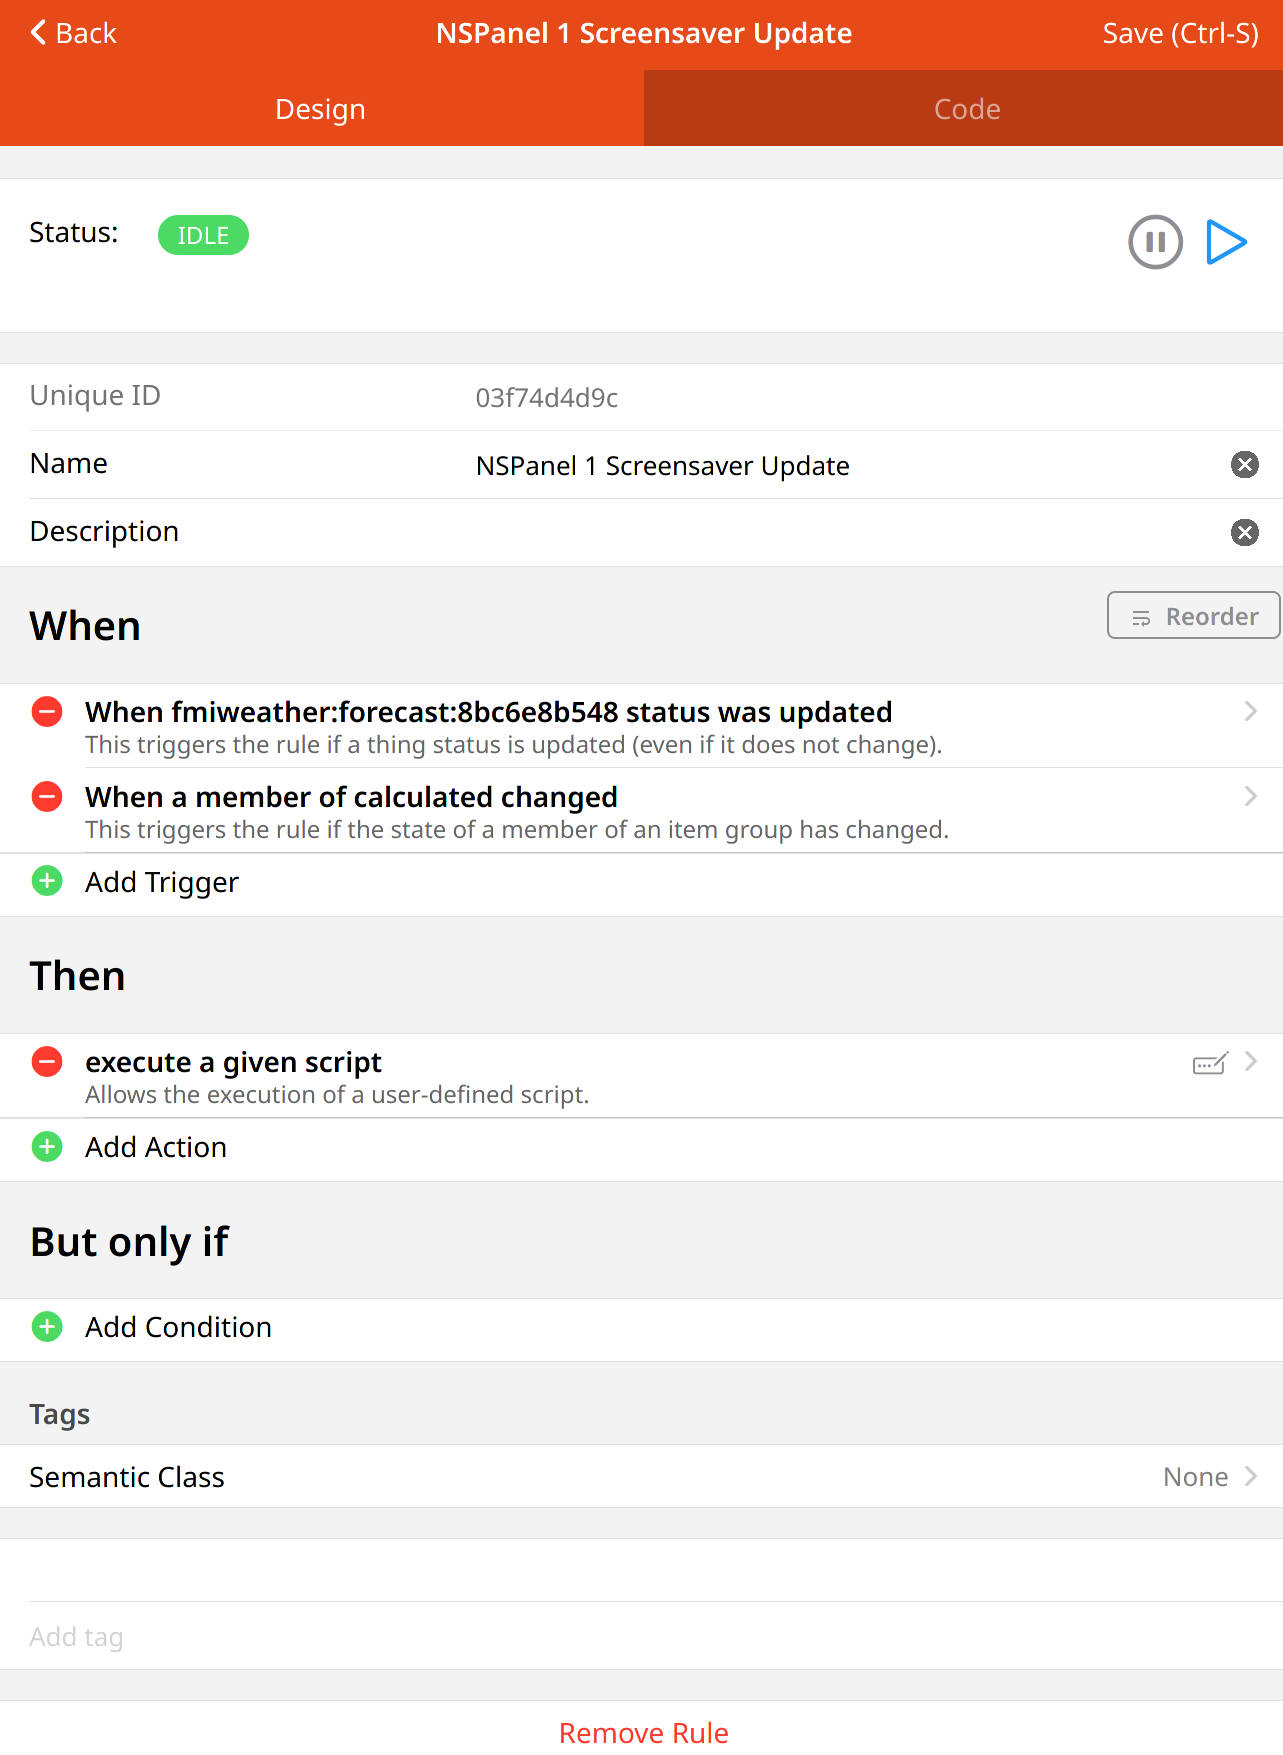 Back
NSPanel 1 Screensaver Update
Save (Ctrl-S)
Design
Code
Status:
IDLE
Unique ID
03f74d4d9c
Name
NSPanel 1 Screensaver Update
Description
When
Reorder
When fmiweather:forecast:8bc6e8b548 status was updated
This triggers the rule if a thing status is updated (even if it does not change).
When a member of calculated changed
This triggers the rule if the state of a member of an item group has changed.
Add Trigger
Then
execute a given script
Allows the execution of a user-defined script.
Add Action
But only if
Add Condition
Tags
Semantic Class
None
Add tag
Remove Rule